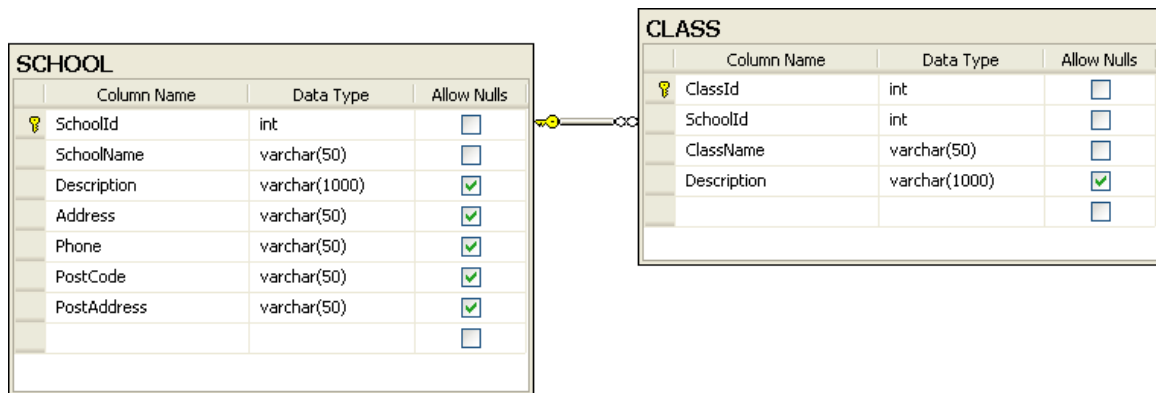 SCHOOL
Column Name Data Type Allow Nulls
SchoolId int
SchoolName varchar(50)
Description varchar(1000)
Address varchar(50)
Phone varchar(50)
PostCode varchar(50)
PostAddress varchar(50)
CLASS
Column Name Data Type Allow Nulls
ClassId int
SchoolId int
ClassName varchar(50)
Description varchar(1000)